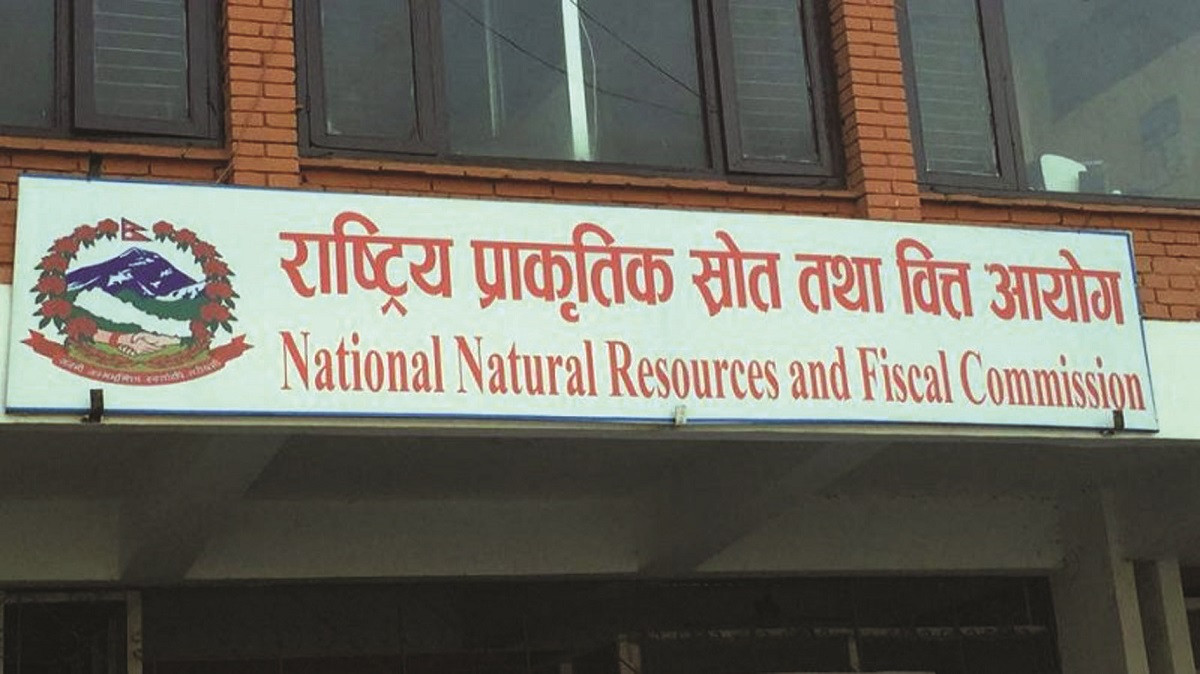 राष्ट्रिय प्राकृतिक स्रोत तथा वित्त आयोग
National Natural Resources and Fiscal Commission